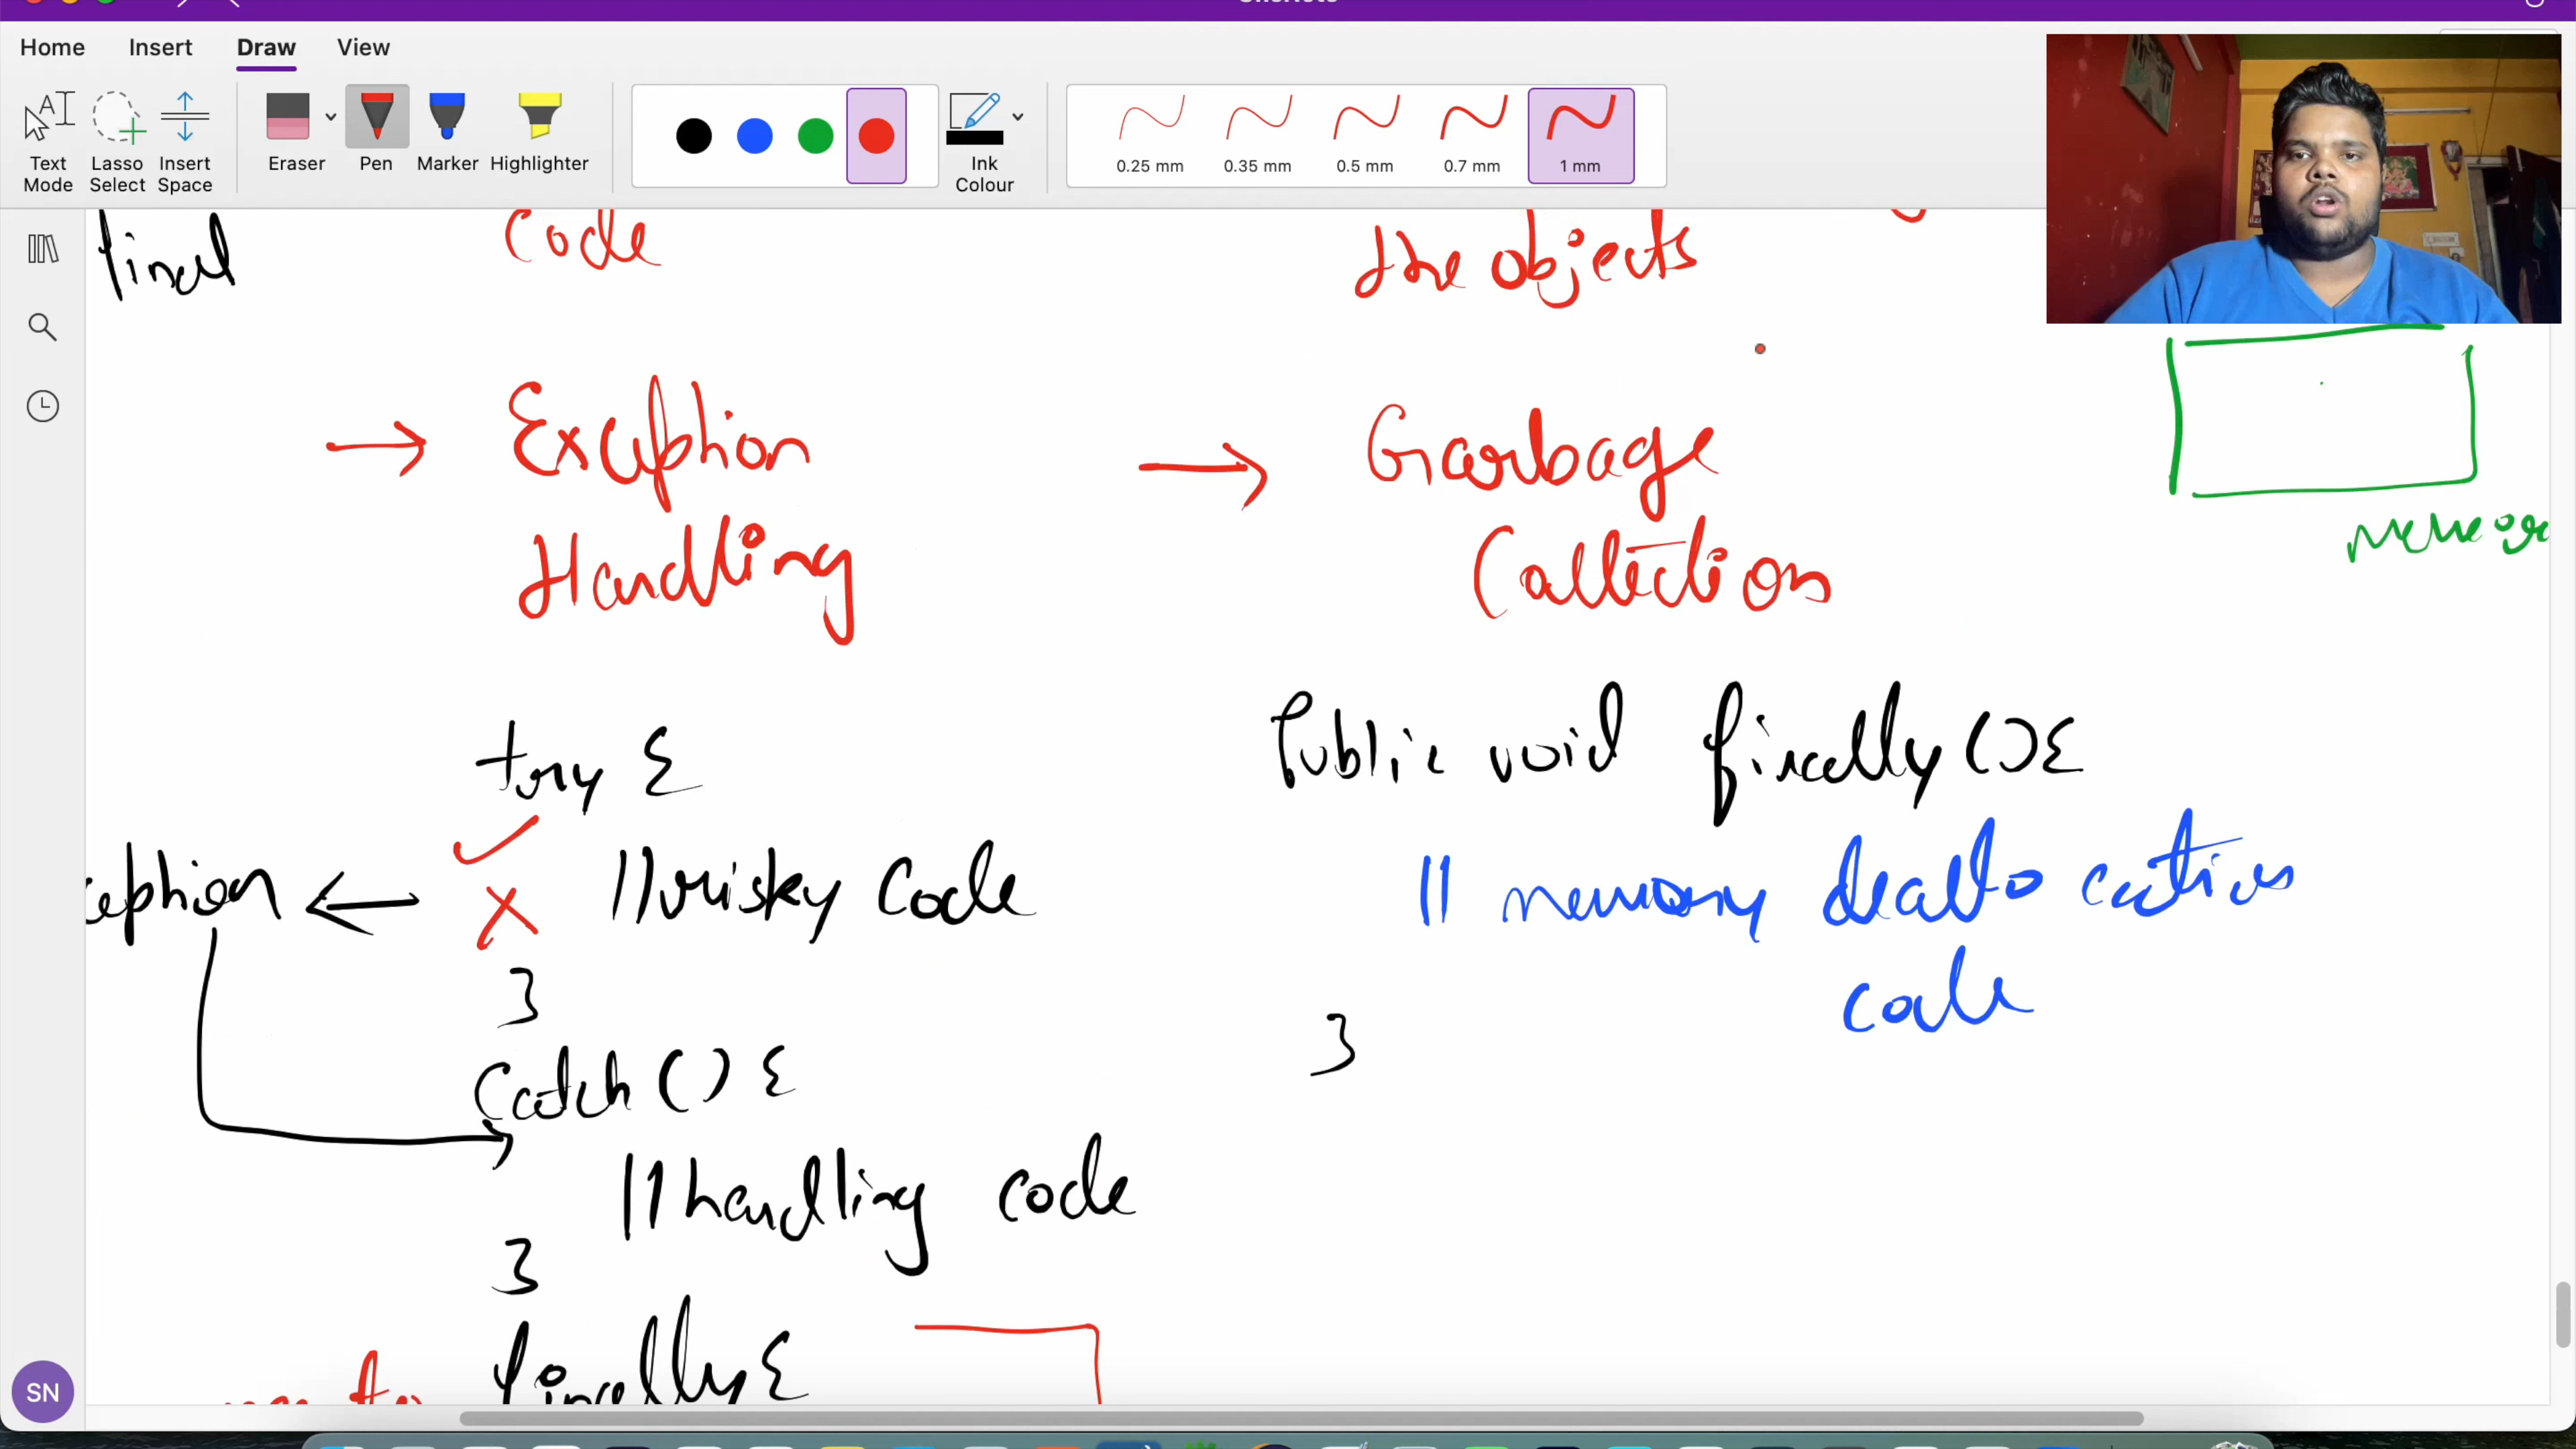 Home Insert Draw View
Text Mode
Lasso Select
Insert Space
Eraser
Pen
Marker
Highlighter
Ink Colour
0.25 mm
0.35 mm
0.5 mm
0.7 mm
1 mm
final
Code
the objects
→ Exception
Handling
→ Garbage
Collection
try {
//risky Code
ception ←
}
Catch () {
//handling code
}
finally {
to
Public void finally () {
// memory deallocation
code
}
SN